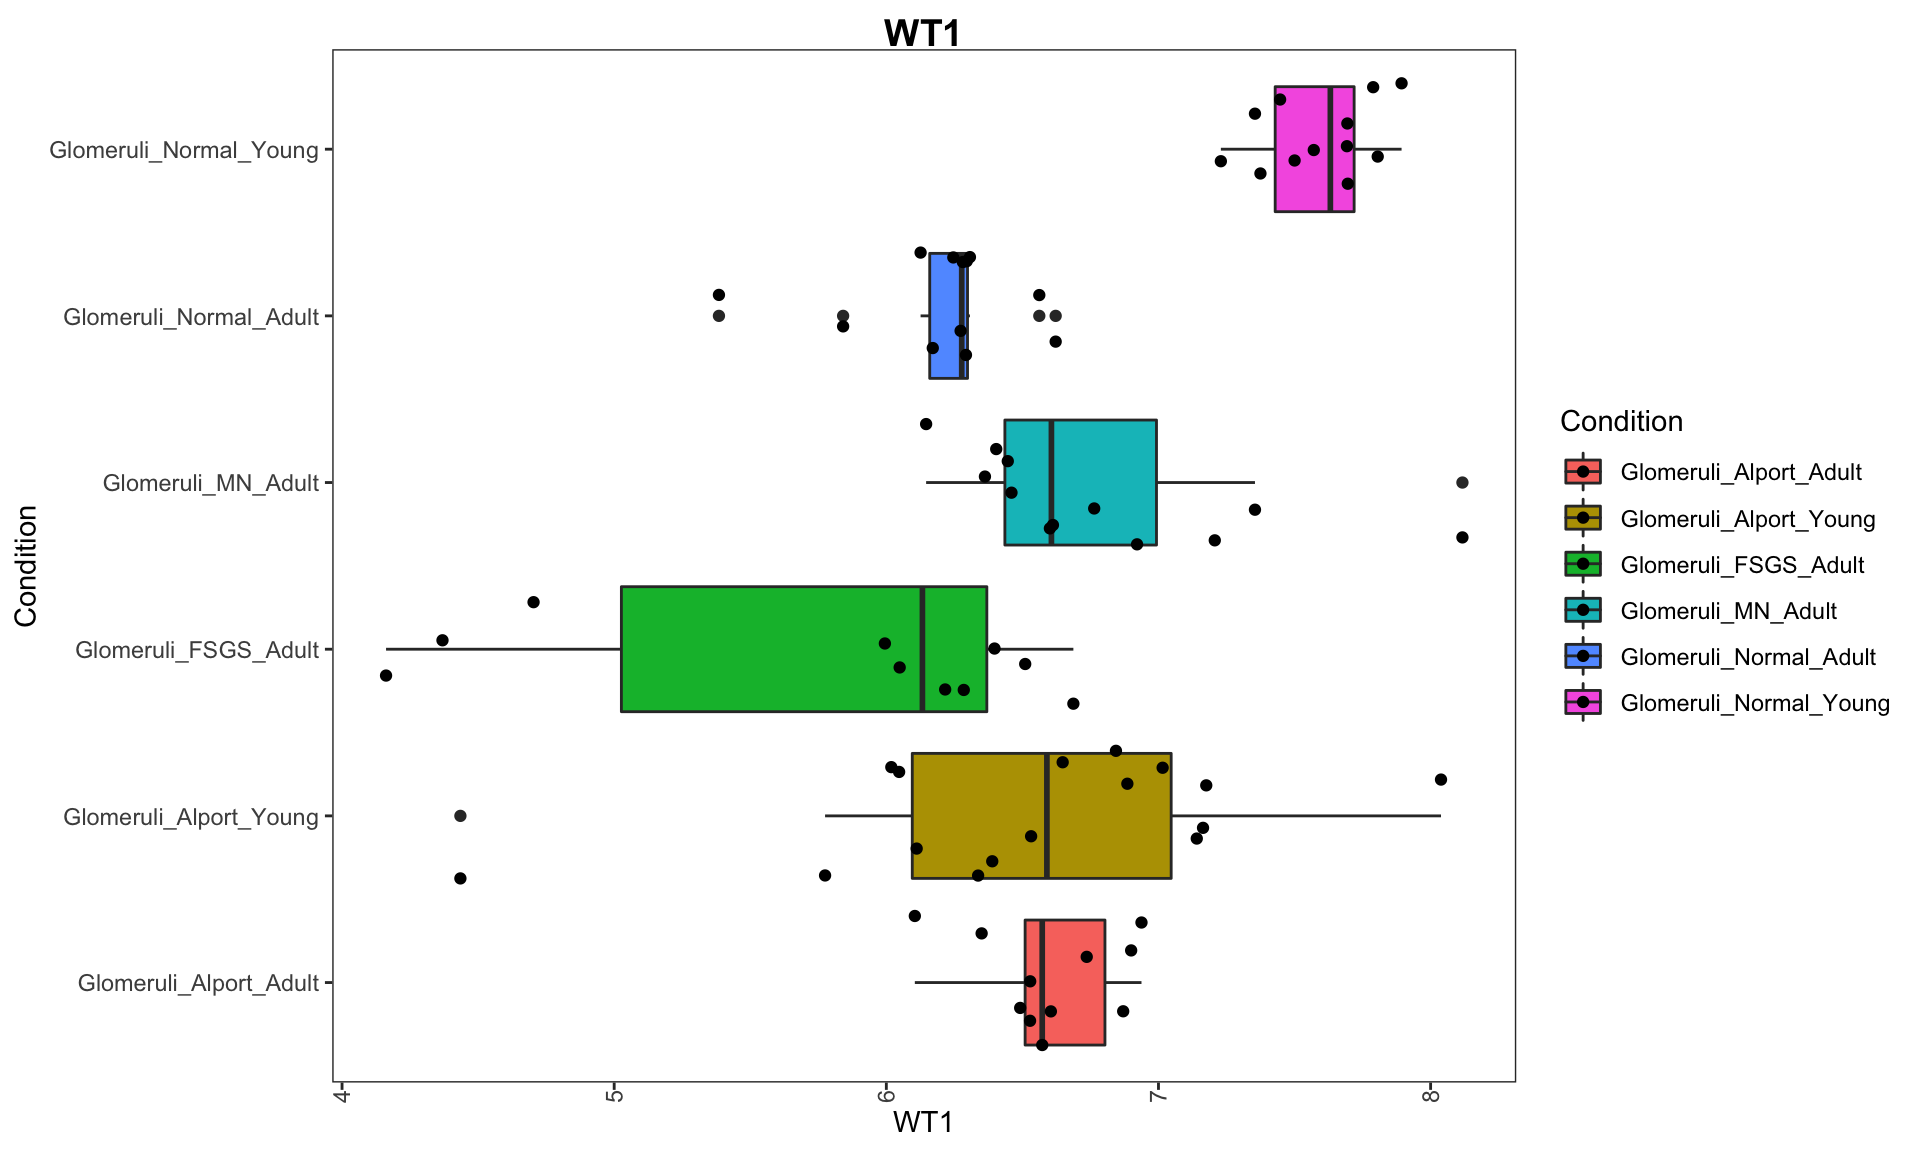 WT1
Glomeruli_Normal_Young
Glomeruli_Normal_Adult
Glomeruli_MN_Adult
Glomeruli_FSGS_Adult
Glomeruli_Alport_Young
Glomeruli_Alport_Adult
Condition
4 5 6 7 8
WT1
Condition
Glomeruli_Alport_Adult
Glomeruli_Alport_Young
Glomeruli_FSGS_Adult
Glomeruli_MN_Adult
Glomeruli_Normal_Adult
Glomeruli_Normal_Young